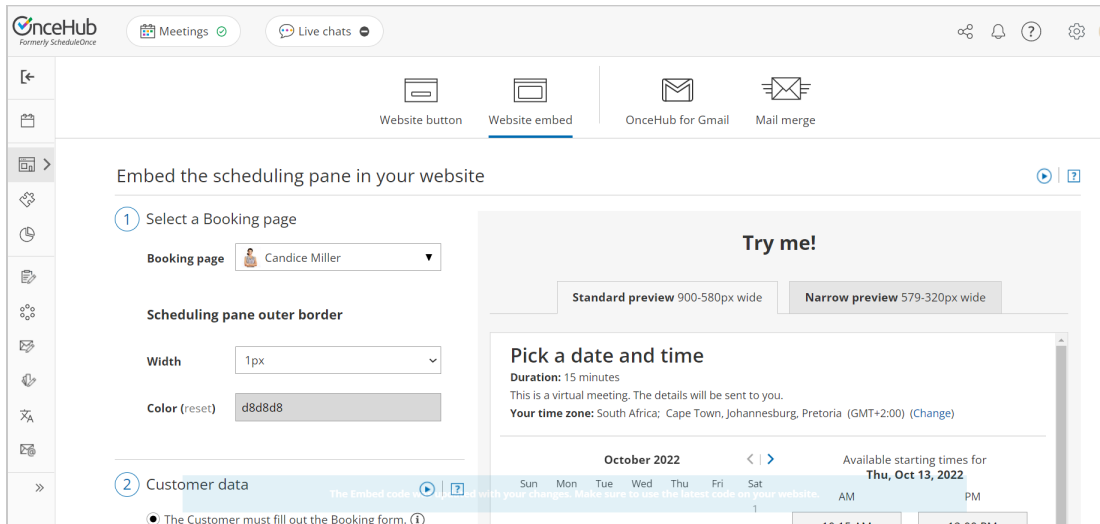 OnceHub
Formerly ScheduleOnce
Meetings
Live chats
?
Website button
Website embed
OnceHub for Gmail
Mail merge
Embed the scheduling pane in your website
?
1 Select a Booking page
Booking page
Candice Miller
Scheduling pane outer border
Width
1px
Color (reset)
d8d8d8
2 Customer data
?
The Customer must fill out the Booking form.
Try me!
Standard preview 900-580px wide
Narrow preview 579-320px wide
Pick a date and time
Duration: 15 minutes
This is a virtual meeting. The details will be sent to you.
Your time zone: South Africa; Cape Town, Johannesburg, Pretoria (GMT+2:00) (Change)
October 2022
Sun Mon Tue Wed Thu Fri Sat
1
Available starting times for
Thu, Oct 13, 2022
AM PM
The Embed code with your changes. Make sure to use the latest code on your website.